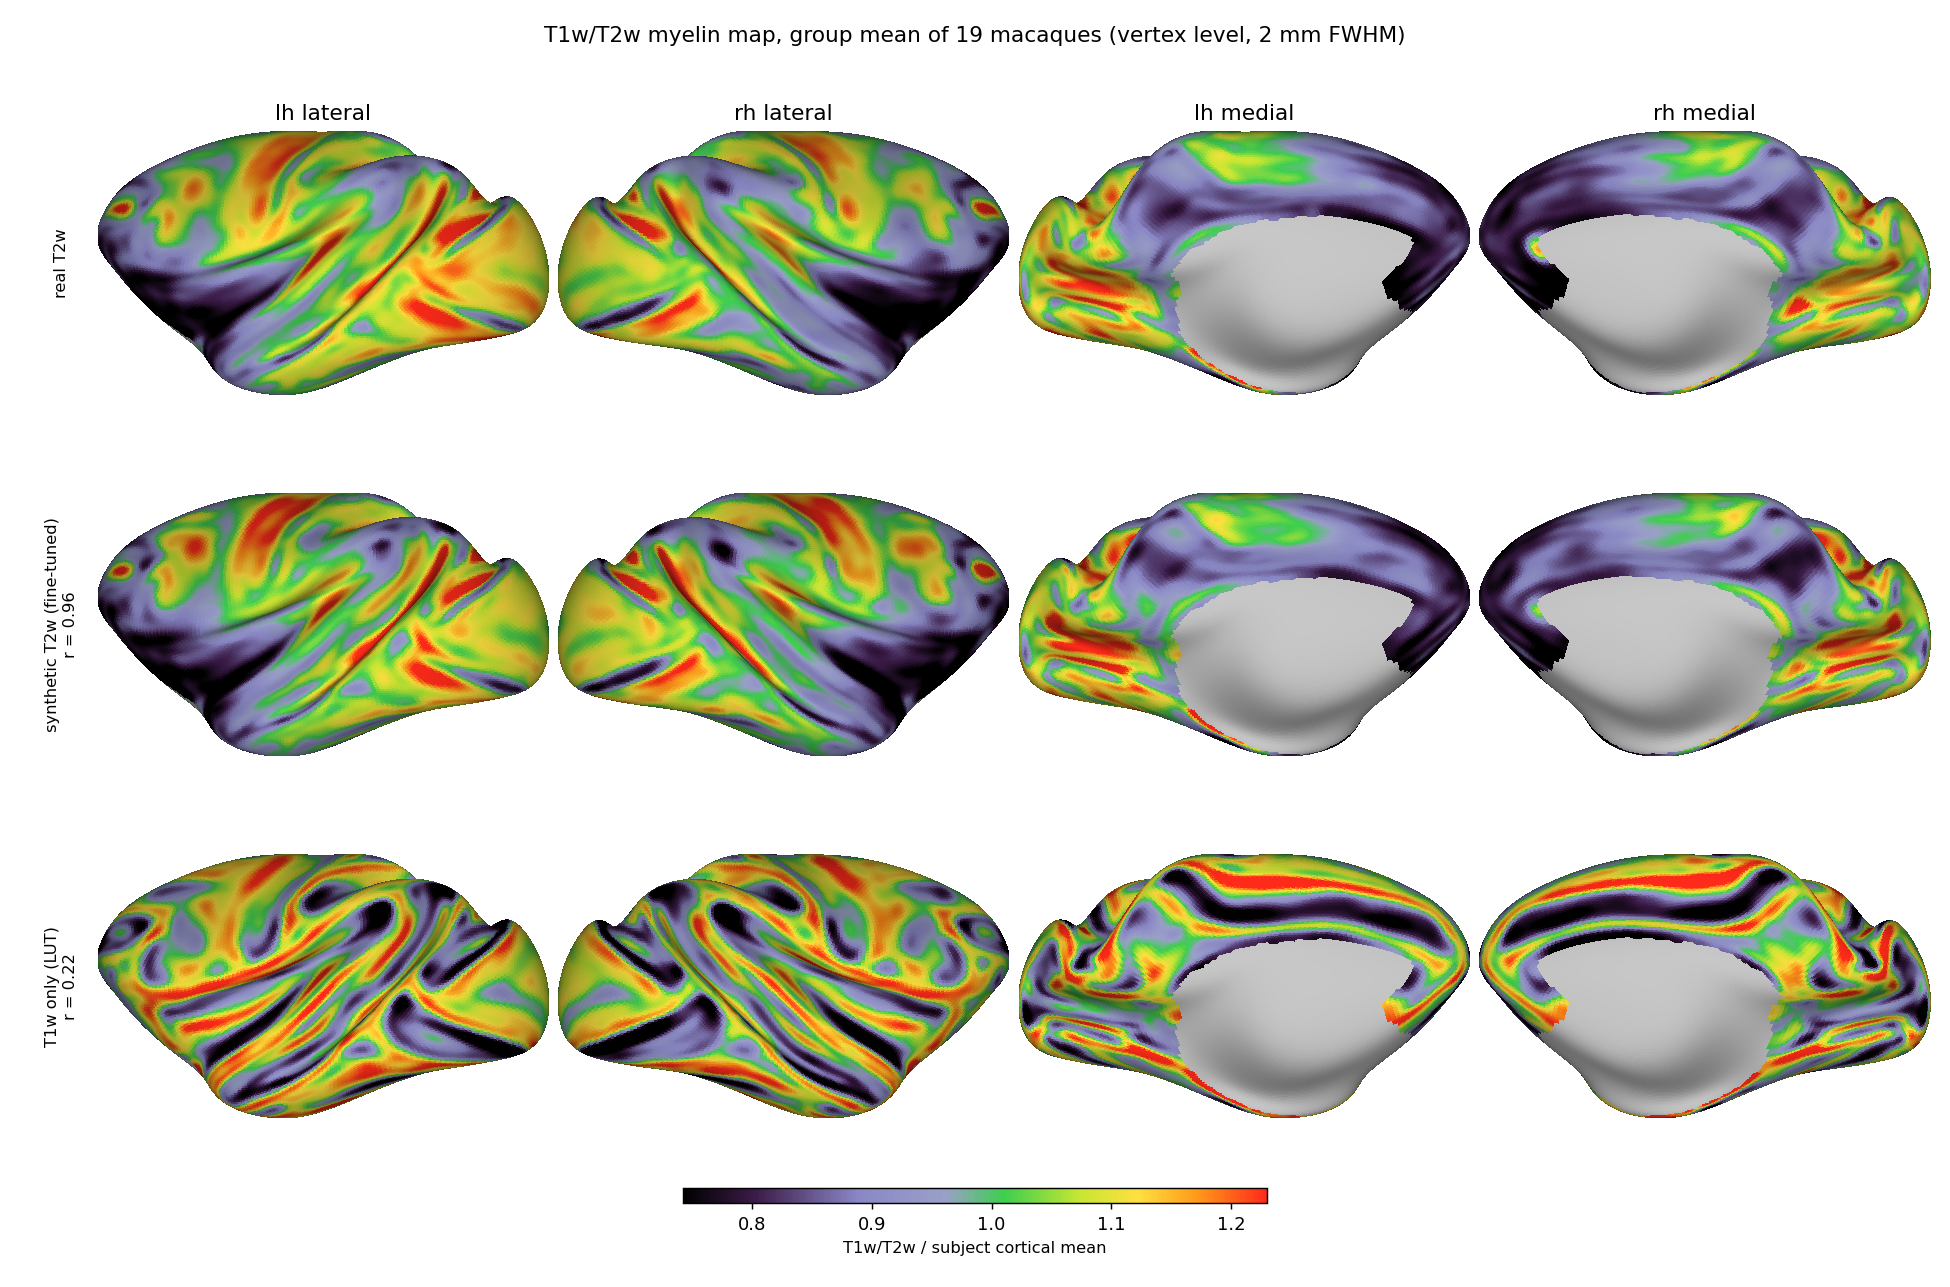 T1w/T2w myelin map, group mean of 19 macaques (vertex level, 2 mm FWHM)
lh lateral
rh lateral
lh medial
rh medial
real T2w
synthetic T2w (fine-tuned)
r = 0.96
T1w only (LUT)
r = 0.22
0.8
0.9
1.0
1.1
1.2
T1w/T2w / subject cortical mean